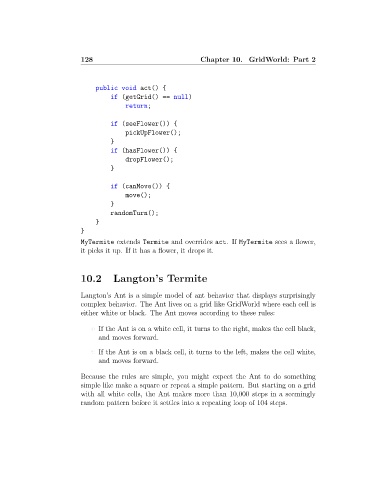 128 Chapter 10. GridWorld: Part 2
public void act() {
if (getGrid() == null)
return;
if (seeFlower()) {
pickUpFlower();
}
if (hasFlower()) {
dropFlower();
}
if (canMove()) {
move();
}
randomTurn();
}
}
MyTermite extends Termite and overrides act. If MyTermite sees a flower,
it picks it up. If it has a flower, it drops it.
10.2 Langton's Termite
Langton's Ant is a simple model of ant behavior that displays surprisingly
complex behavior. The Ant lives on a grid like GridWorld where each cell is
either white or black. The Ant moves according to these rules:
– If the Ant is on a white cell, it turns to the right, makes the cell black,
and moves forward.
– If the Ant is on a black cell, it turns to the left, makes the cell white,
and moves forward.
Because the rules are simple, you might expect the Ant to do something
simple like make a square or repeat a simple pattern. But starting on a grid
with all white cells, the Ant makes more than 10,000 steps in a seemingly
random pattern before it settles into a repeating loop of 104 steps.